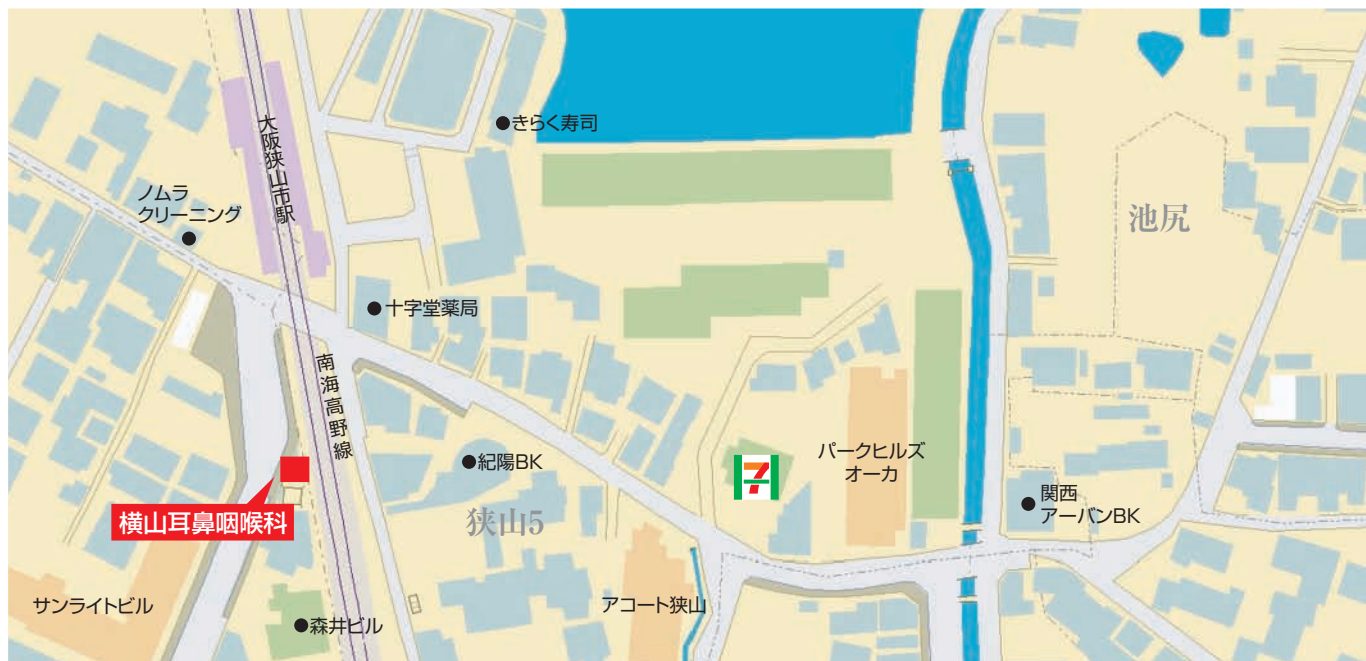 きらく寿司
大阪狭山市駅
ノムラ
クリーニング
池尻
十字堂薬局
南海高野線
紀陽BK
パークヒルズ
オーカ
7
関西
アーバンBK
横山耳鼻咽喉科
狭山5
サンライトビル
アコート狭山
森井ビル